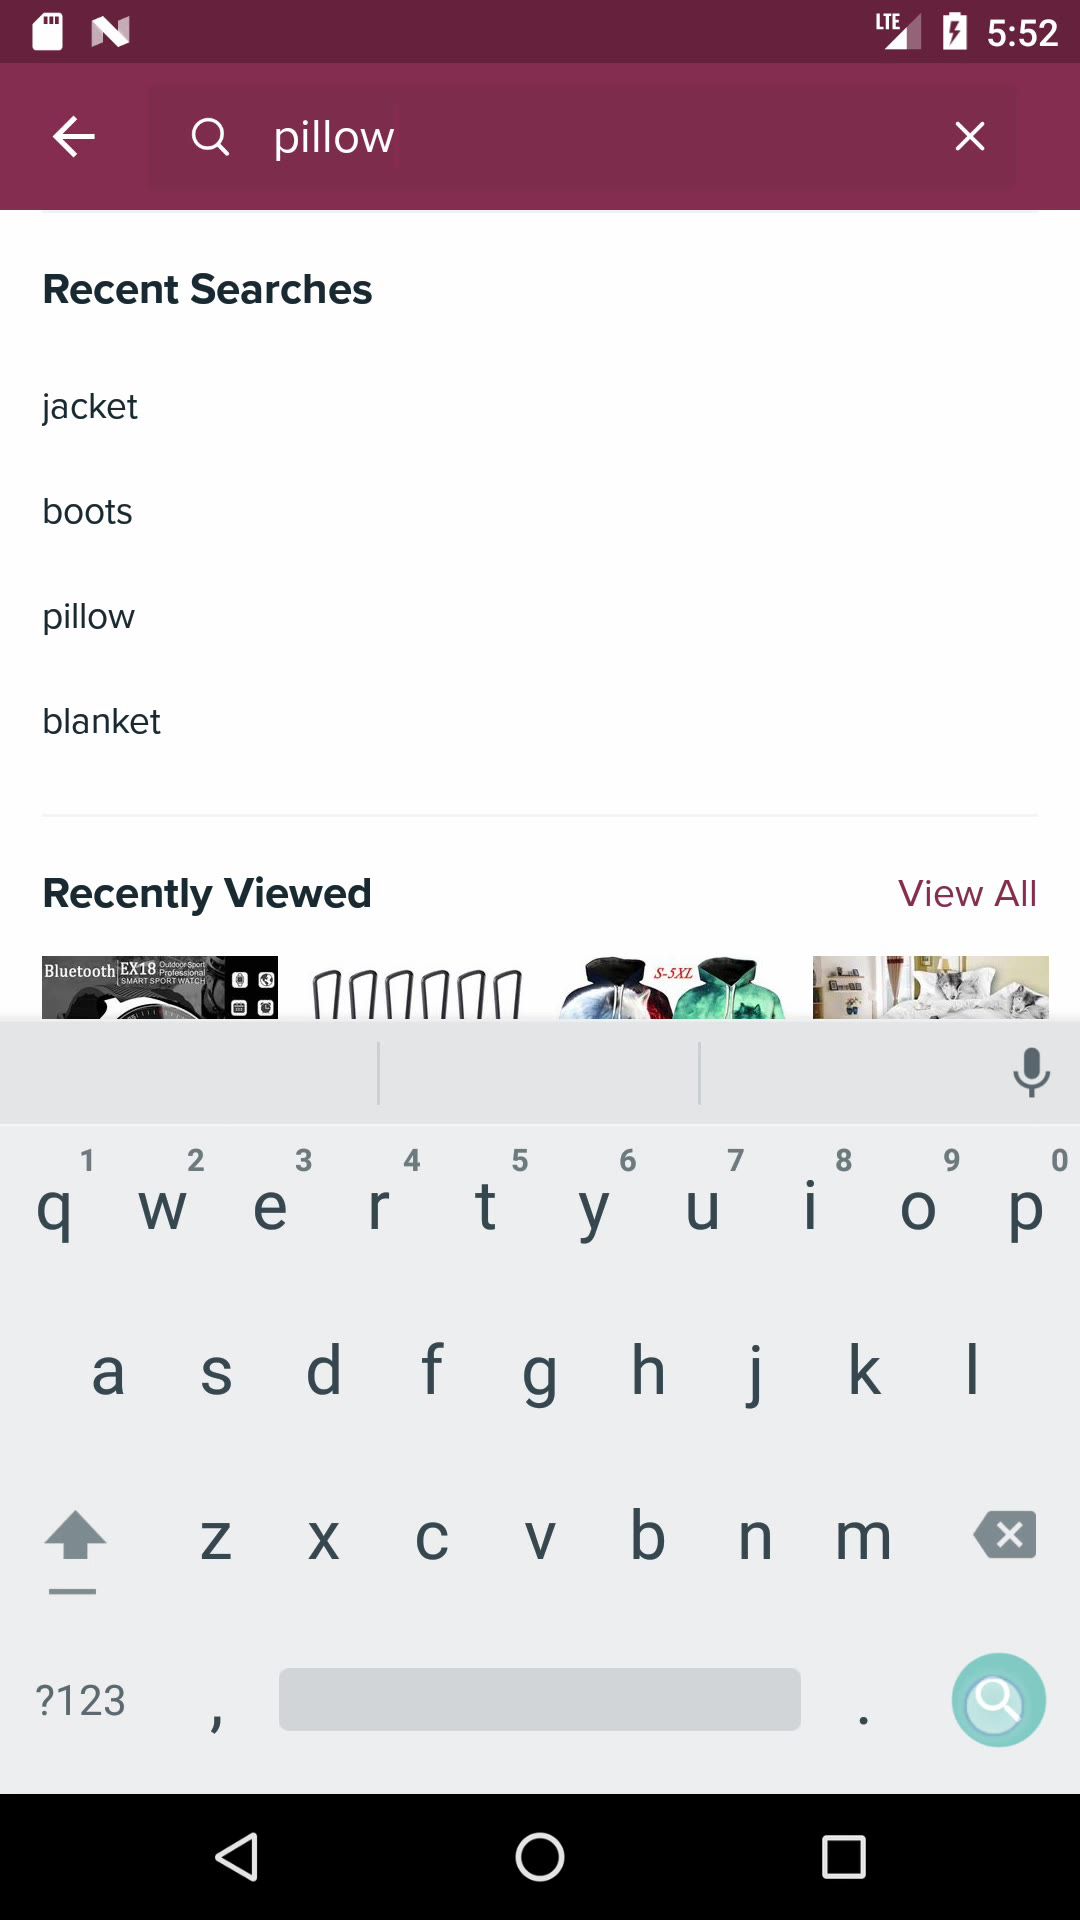 LTE 5:52
pillow
Recent Searches
jacket
boots
pillow
blanket
Recently Viewed View All
Bluetooth EX18 Outdoor Sport
Professional
SMART SPORT WATCH
S-5XL
1 2 3 4 5 6 7 8 9 0
q w e r t y u i o p
a s d f g h j k l
z x c v b n m
?123 , .